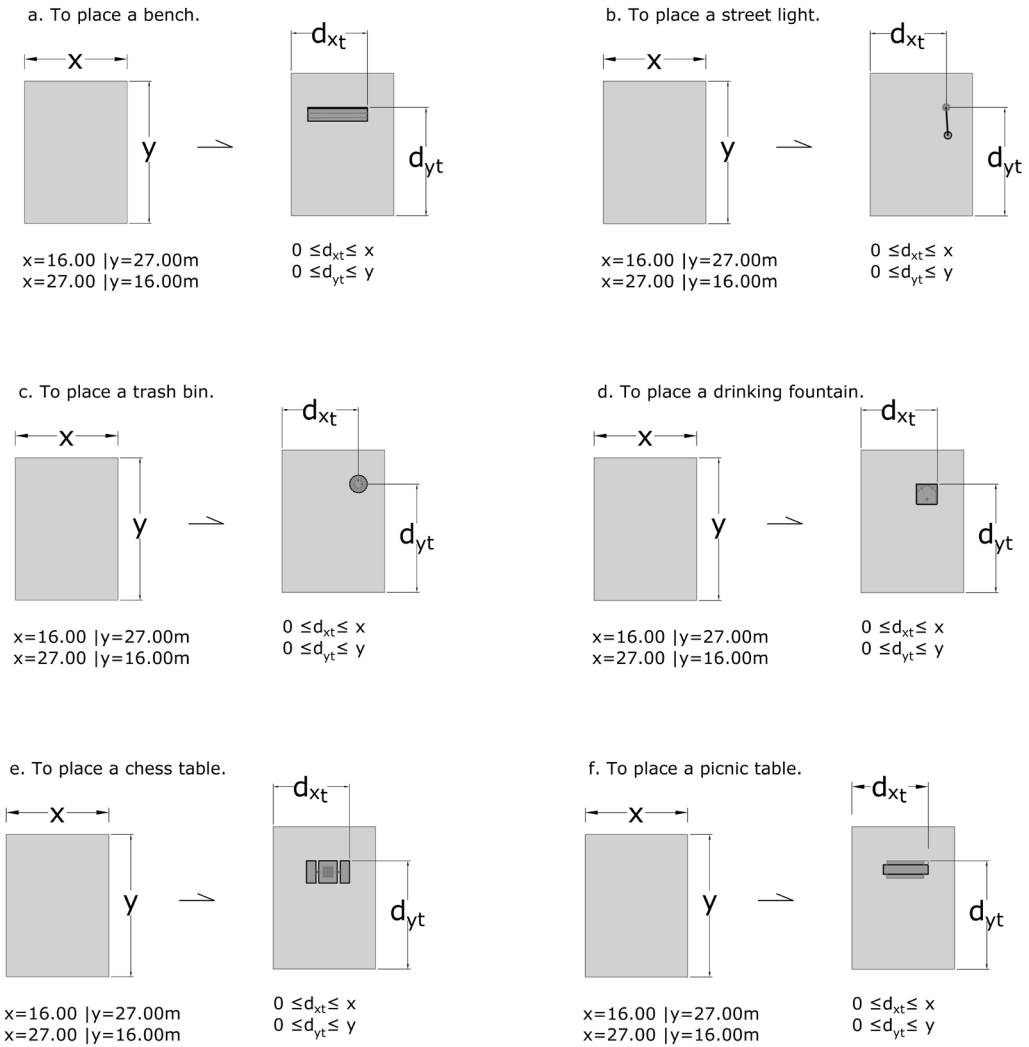 a. To place a bench.
x
y
dxt
dyt
x=16.00 |y=27.00m
x=27.00 |y=16.00m
0 ≤dxt≤ x
0 ≤dyt≤ y
b. To place a street light.
x
y
dxt
dyt
x=16.00 |y=27.00m
x=27.00 |y=16.00m
0 ≤dxt≤ x
0 ≤dyt≤ y
c. To place a trash bin.
x
y
dxt
dyt
x=16.00 |y=27.00m
x=27.00 |y=16.00m
0 ≤dxt≤ x
0 ≤dyt≤ y
d. To place a drinking fountain.
x
y
dxt
dyt
x=16.00 |y=27.00m
x=27.00 |y=16.00m
0 ≤dxt≤ x
0 ≤dyt≤ y
e. To place a chess table.
x
y
dxt
dyt
x=16.00 |y=27.00m
x=27.00 |y=16.00m
0 ≤dxt≤ x
0 ≤dyt≤ y
f. To place a picnic table.
x
y
dxt
dyt
x=16.00 |y=27.00m
x=27.00 |y=16.00m
0 ≤dxt≤ x
0 ≤dyt≤ y